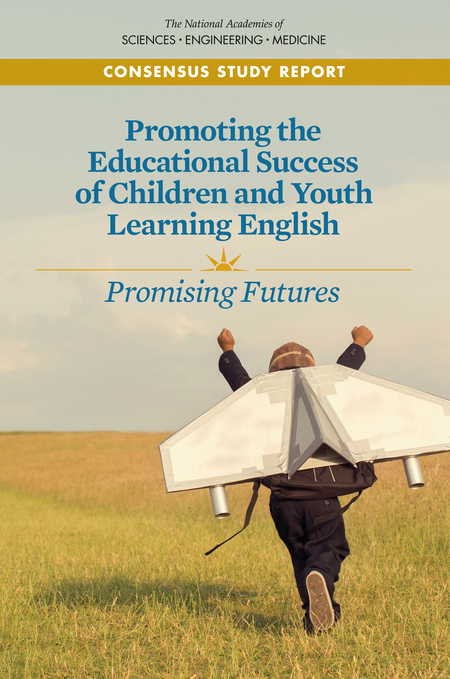 The National Academies of
SCIENCES • ENGINEERING • MEDICINE
CONSENSUS STUDY REPORT
Promoting the
Educational Success
of Children and Youth
Learning English
Promising Futures